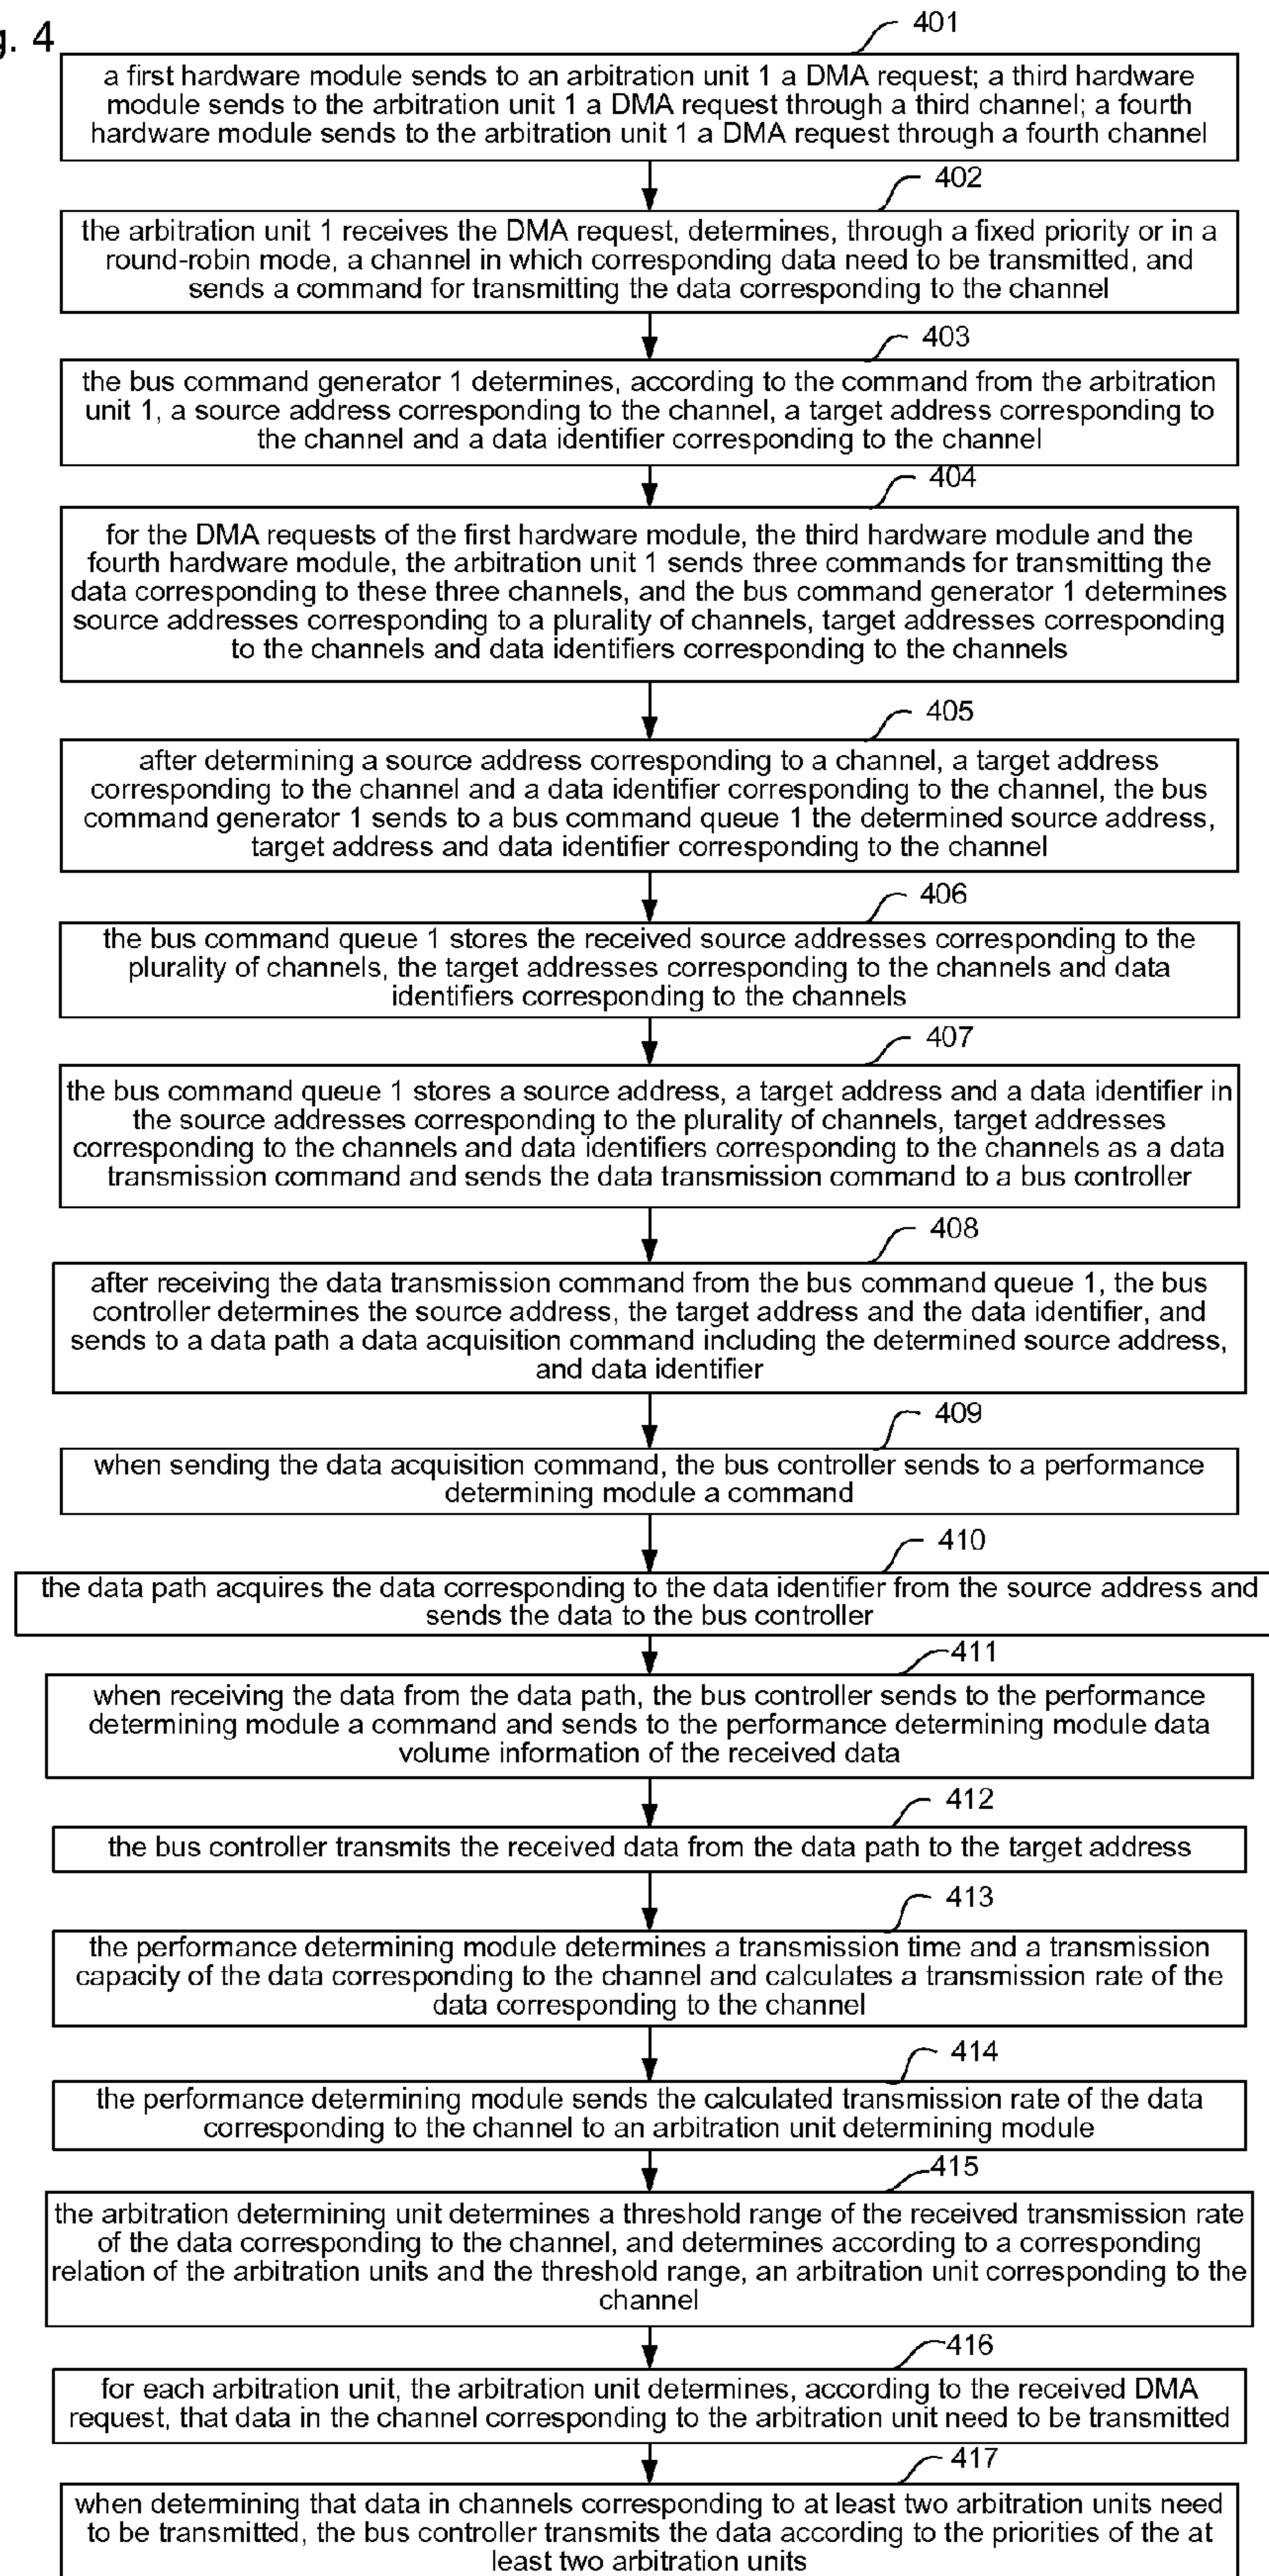 g. 4
401
a first hardware module sends to an arbitration unit 1 a DMA request; a third hardware
module sends to the arbitration unit 1 a DMA request through a third channel; a fourth
hardware module sends to the arbitration unit 1 a DMA request through a fourth channel
402
the arbitration unit 1 receives the DMA request, determines, through a fixed priority or in a
round-robin mode, a channel in which corresponding data need to be transmitted, and
sends a command for transmitting the data corresponding to the channel
403
the bus command generator 1 determines, according to the command from the arbitration
unit 1, a source address corresponding to the channel, a target address corresponding to
the channel and a data identifier corresponding to the channel
404
for the DMA requests of the first hardware module, the third hardware module and the
fourth hardware module, the arbitration unit 1 sends three commands for transmitting the
data corresponding to these three channels, and the bus command generator 1 determines
source addresses corresponding to a plurality of channels, target addresses corresponding
to the channels and data identifiers corresponding to the channels
405
after determining a source address corresponding to a channel, a target address
corresponding to the channel and a data identifier corresponding to the channel, the bus
command generator 1 sends to a bus command queue 1 the determined source address,
target address and data identifier corresponding to the channel
406
the bus command queue 1 stores the received source addresses corresponding to the
plurality of channels, the target addresses corresponding to the channels and data
identifiers corresponding to the channels
407
the bus command queue 1 stores a source address, a target address and a data identifier in
the source addresses corresponding to the plurality of channels, target addresses
corresponding to the channels and data identifiers corresponding to the channels as a data
transmission command and sends the data transmission command to a bus controller
408
after receiving the data transmission command from the bus command queue 1, the bus
controller determines the source address, the target address and the data identifier, and
sends to a data path a data acquisition command including the determined source address,
and data identifier
409
when sending the data acquisition command, the bus controller sends to a performance
determining module a command
410
the data path acquires the data corresponding to the data identifier from the source address and
sends the data to the bus controller
411
when receiving the data from the data path, the bus controller sends to the performance
determining module a command and sends to the performance determining module data
volume information of the received data
412
the bus controller transmits the received data from the data path to the target address
413
the performance determining module determines a transmission time and a transmission
capacity of the data corresponding to the channel and calculates a transmission rate of the
data corresponding to the channel
414
the performance determining module sends the calculated transmission rate of the data
corresponding to the channel to an arbitration unit determining module
415
the arbitration determining unit determines a threshold range of the received transmission rate
of the data corresponding to the channel, and determines according to a corresponding
relation of the arbitration units and the threshold range, an arbitration unit corresponding to the
channel
416
for each arbitration unit, the arbitration unit determines, according to the received DMA
request, that data in the channel corresponding to the arbitration unit need to be transmitted
417
when determining that data in channels corresponding to at least two arbitration units need
to be transmitted, the bus controller transmits the data according to the priorities of the at
least two arbitration units